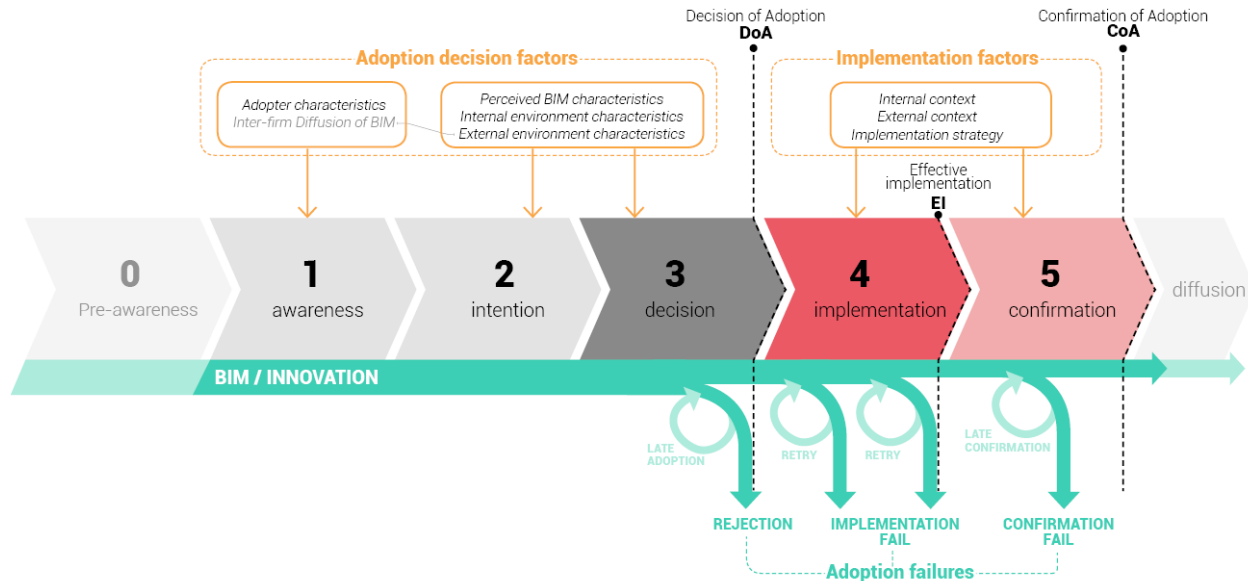 Decision of Adoption
DoA
Confirmation of Adoption
CoA
Adoption decision factors
Implementation factors
Adopter characteristics
Inter-firm Diffusion of BIM
Perceived BIM characteristics
Internal environment characteristics
External environment characteristics
Internal context
External context
Implementation strategy
Effective
implementation
EI
0
Pre-awareness
1
awareness
2
intention
3
decision
4
implementation
5
confirmation
diffusion
BIM / INNOVATION
LATE
ADOPTION
RETRY
RETRY
LATE
CONFIRMATION
REJECTION
IMPLEMENTATION
FAIL
CONFIRMATION
FAIL
Adoption failures